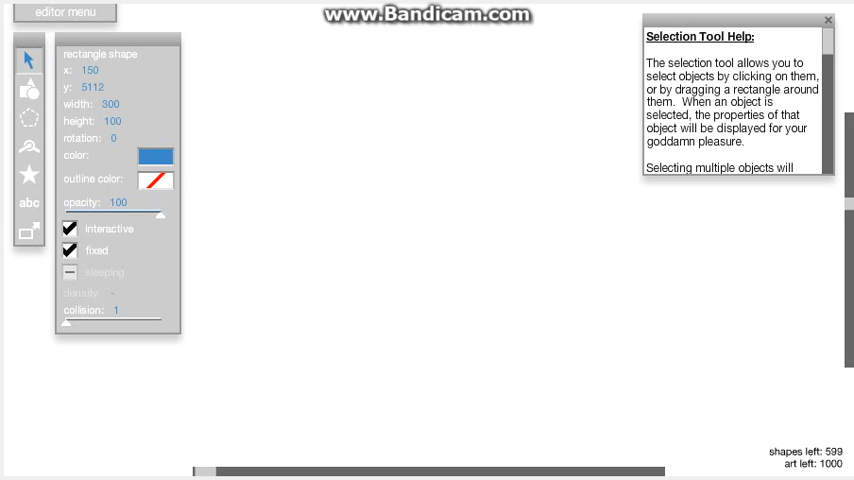 www.Bandicam.com
editor menu
rectangle shape
x: 150
y: 5112
width: 300
height: 100
rotation: 0
color:
outline color:
opacity: 100
interactive
fixed
sleeping
density -
collision: 1
abc
Selection Tool Help:
The selection tool allows you to
select objects by clicking on them,
or by dragging a rectangle around
them. When an object is
selected, the properties of that
object will be displayed for your
goddamn pleasure.
Selecting multiple objects will
shapes left: 599
art left: 1000